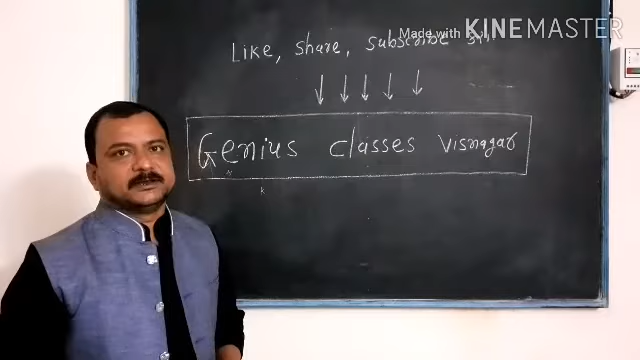 Made with KINEMASTER
Like, share, subscribe
Genius classes Visnagar